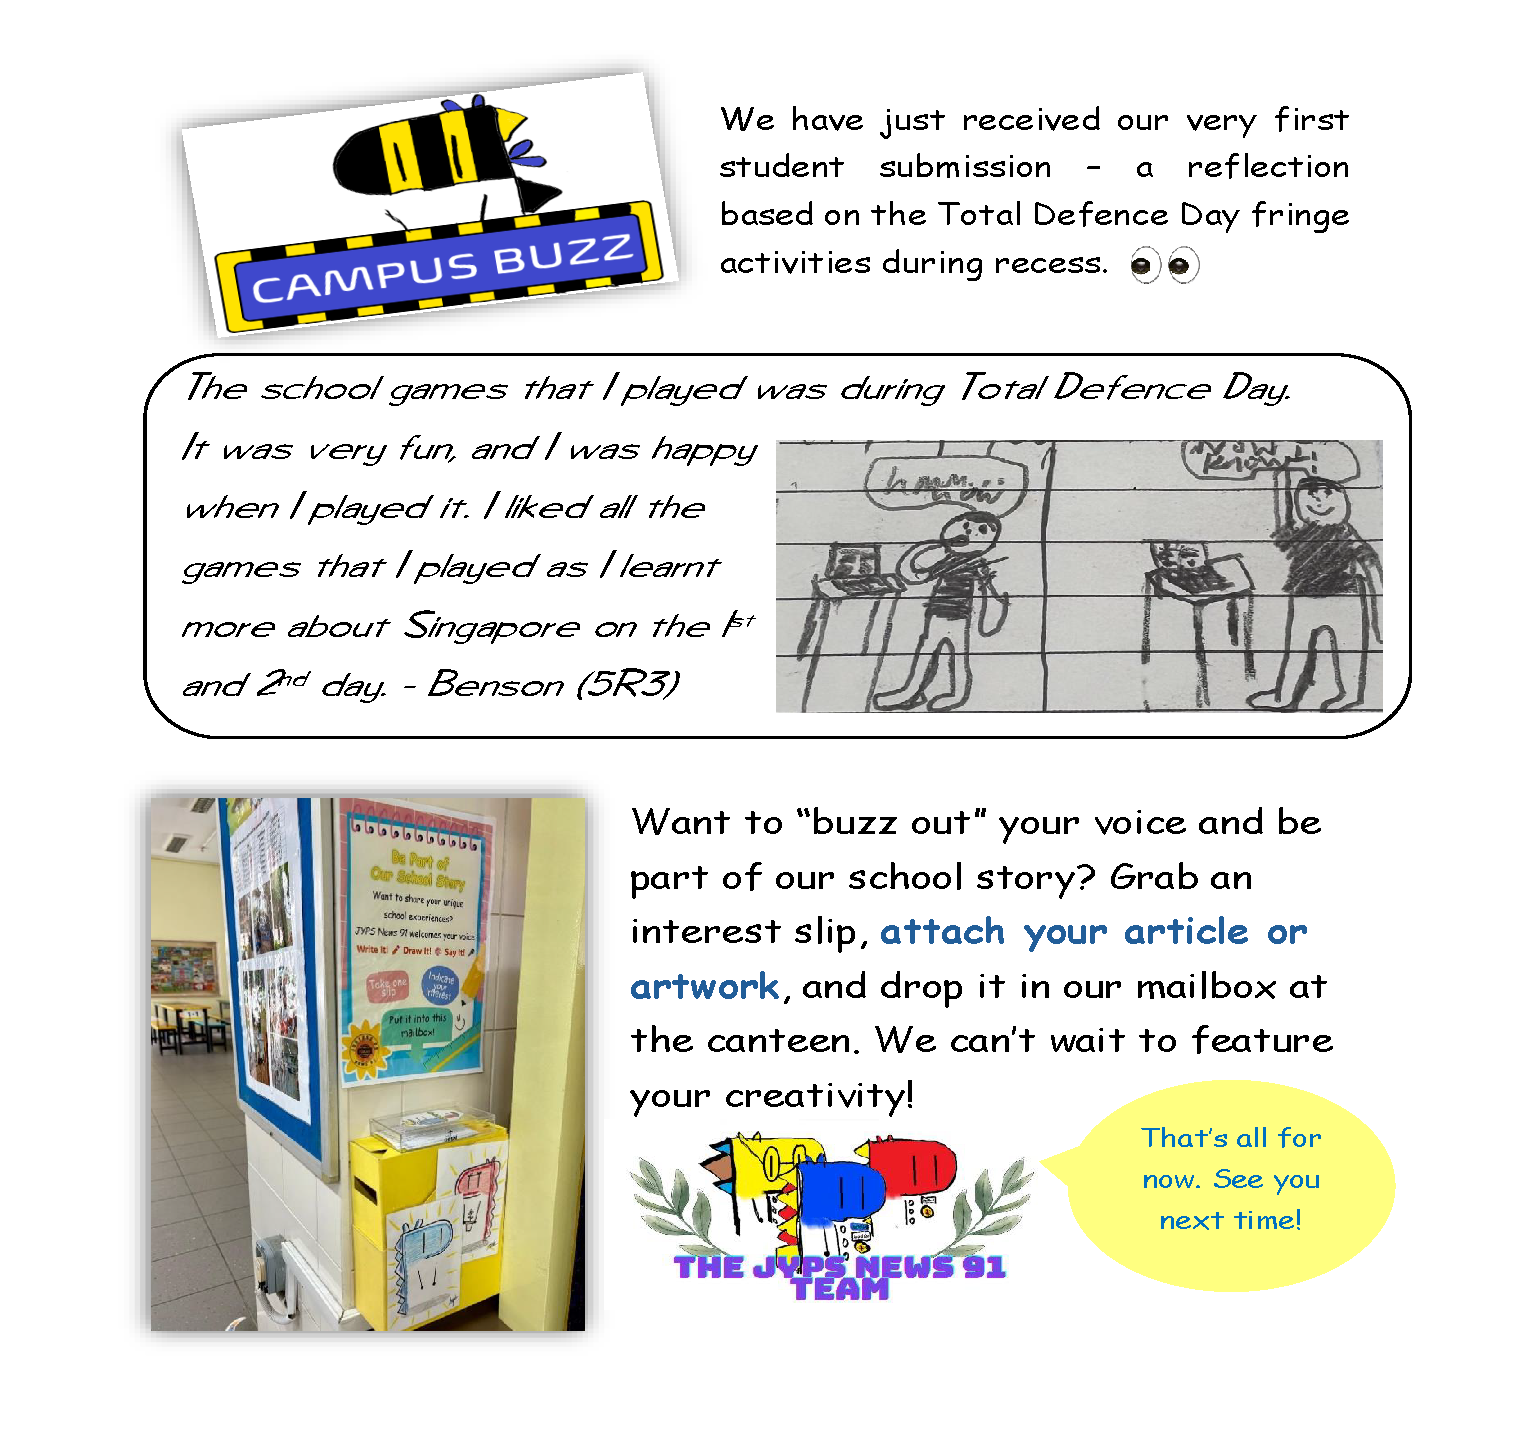 CAMPUS BUZZ
We have just received our very first
student submission – a reflection
based on the Total Defence Day fringe
activities during recess.
The school games that I played was during Total Defence Day.
It was very fun, and I was happy
when I played it. I liked all the
games that I played as I learnt
more about Singapore on the 1st
and 2nd day. - Benson (5R3)
now I
know!!
Be Part of
Our School Story
Want to share your unique
school experiences?
JYPS News 91 welcomes your voice
Write it! Draw it! Say it!
Take one
slip
Indicate
your
interest
Put it into this
mailbox!
Want to “buzz out” your voice and be
part of our school story? Grab an
interest slip, attach your article or
artwork, and drop it in our mailbox at
the canteen. We can’t wait to feature
your creativity!
THE JYPS NEWS 91
TEAM
That’s all for
now. See you
next time!